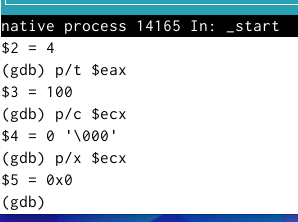 native process 14165 In: _start
$2 = 4
(gdb) p/t $eax
$3 = 100
(gdb) p/c $ecx
$4 = 0 '\000'
(gdb) p/x $ecx
$5 = 0x0
(gdb)